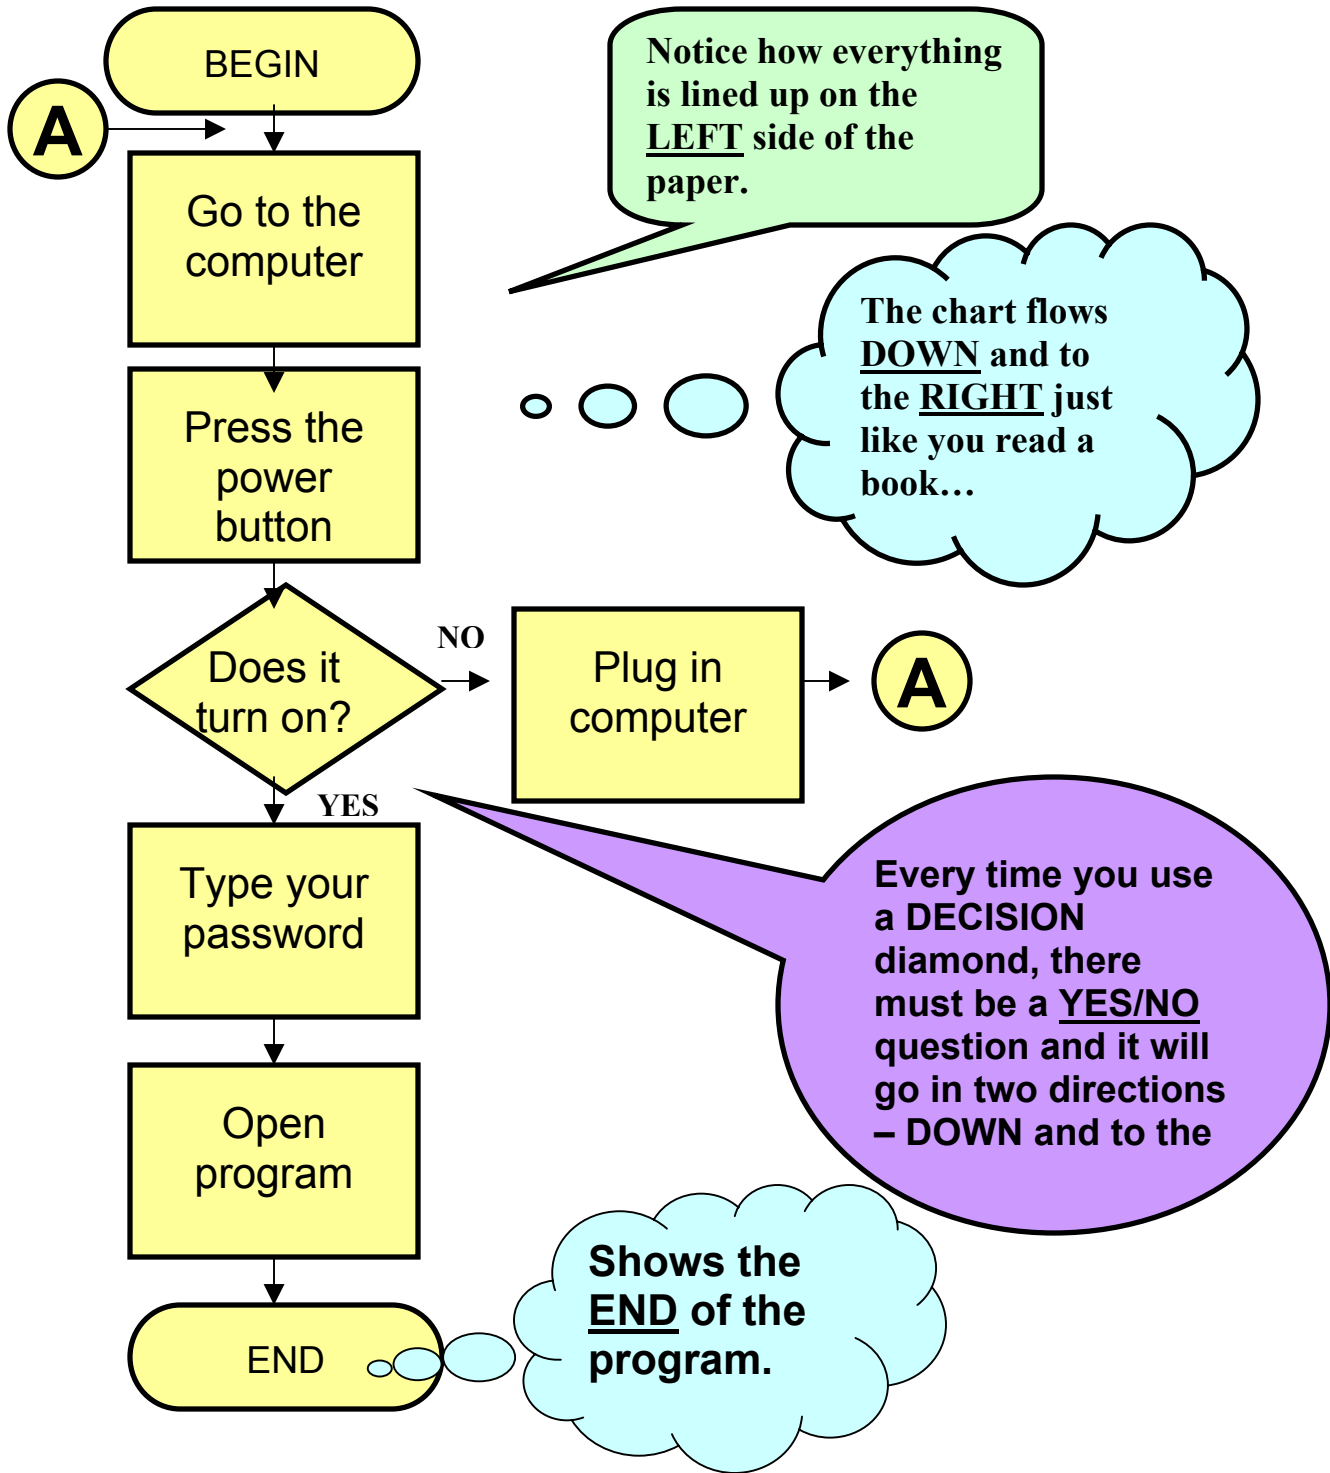 BEGIN
A
Notice how everything
is lined up on the
LEFT side of the
paper.
Go to the
computer
The chart flows
DOWN and to
the RIGHT just
like you read a
book…
Press the
power
button
Does it
turn on?
NO
Plug in
computer
A
YES
Type your
password
Every time you use
a DECISION
diamond, there
must be a YES/NO
question and it will
go in two directions
– DOWN and to the
Open
program
Shows the
END of the
program.
END